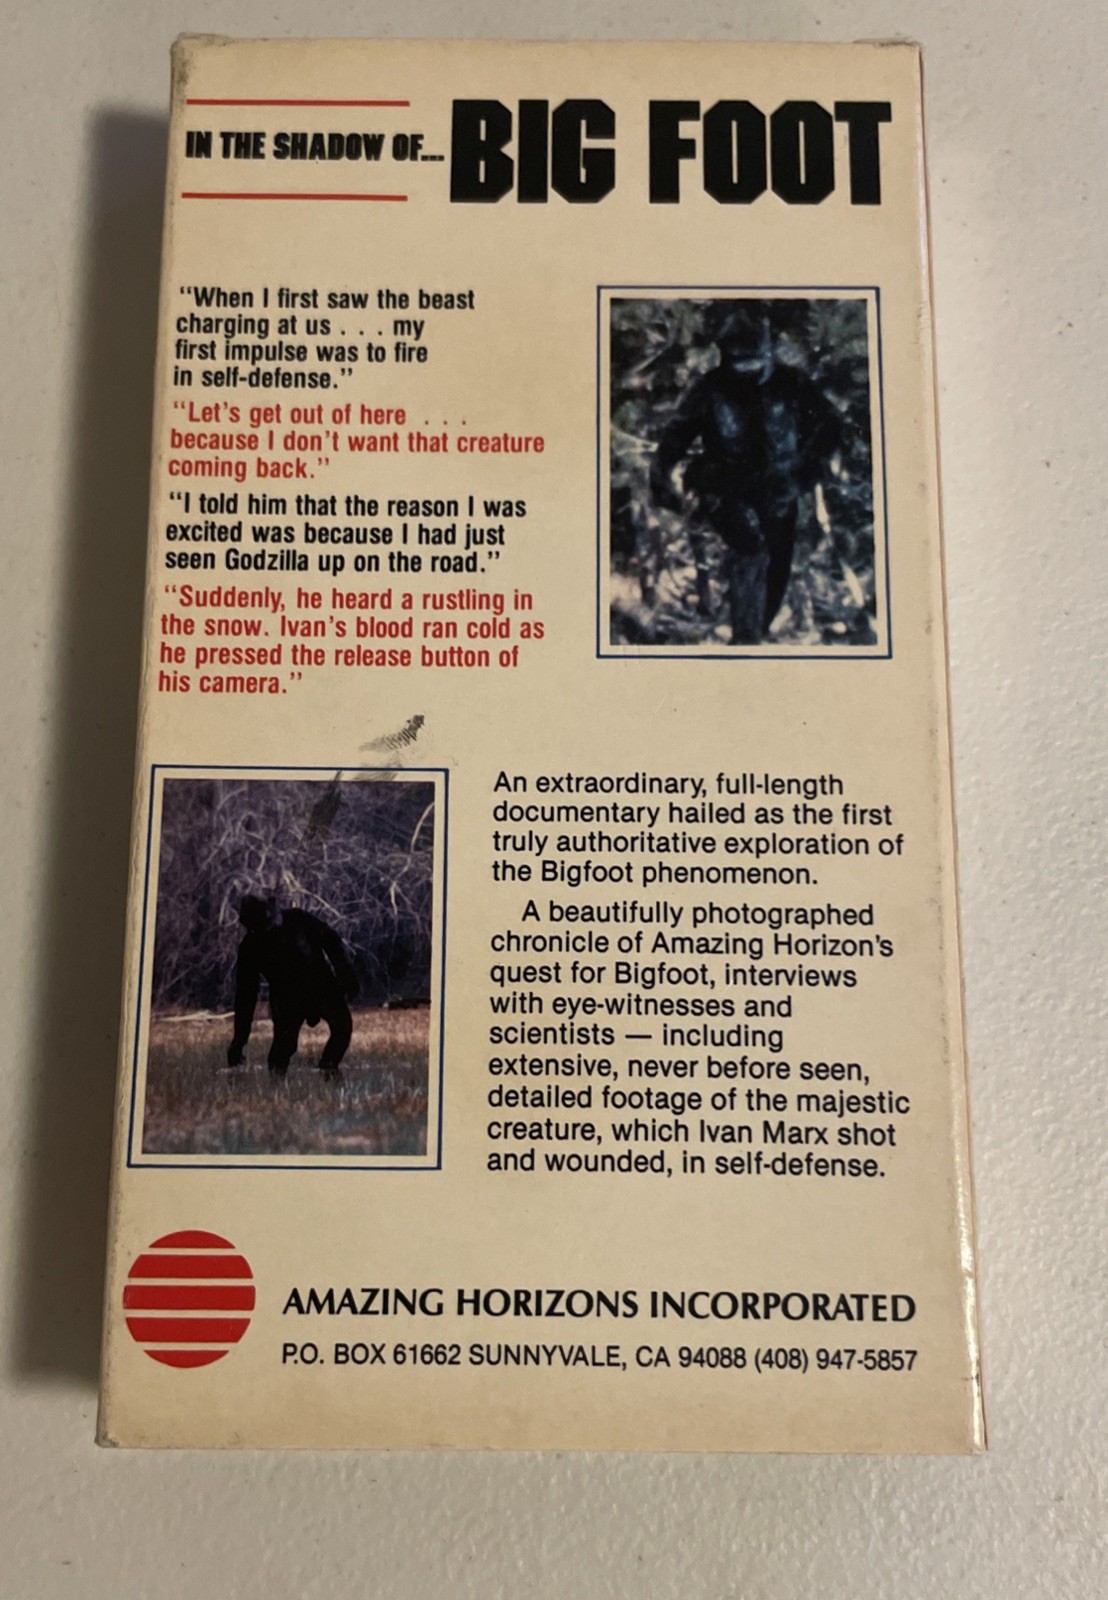 IN THE SHADOW OF... BIG FOOT
“When I first saw the beast
charging at us . . . my
first impulse was to fire
in self-defense.”
“Let’s get out of here . . .
because I don’t want that creature
coming back.”
“I told him that the reason I was
excited was because I had just
seen Godzilla up on the road.”
“Suddenly, he heard a rustling in
the snow. Ivan’s blood ran cold as
he pressed the release button of
his camera.”
An extraordinary, full-length
documentary hailed as the first
truly authoritative exploration of
the Bigfoot phenomenon.
A beautifully photographed
chronicle of Amazing Horizon’s
quest for Bigfoot, interviews
with eye-witnesses and
scientists — including
extensive, never before seen,
detailed footage of the majestic
creature, which Ivan Marx shot
and wounded, in self-defense.
AMAZING HORIZONS INCORPORATED
P.O. BOX 61662 SUNNYVALE, CA 94088 (408) 947-5857